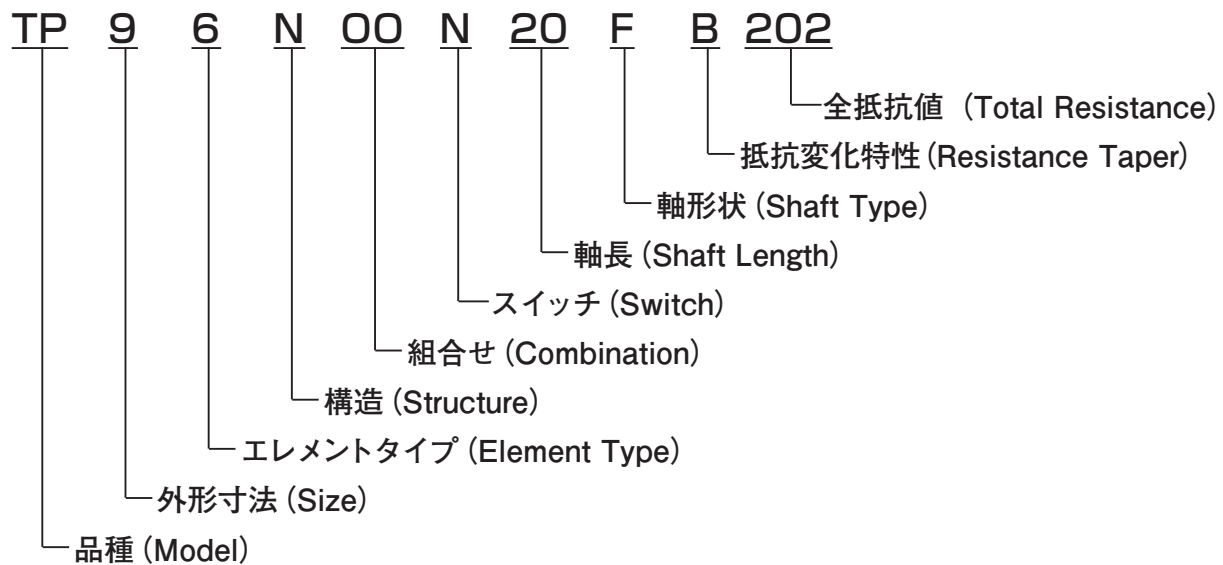 TP 9 6 N 00 N 20 F B 202
全抵抗値 (Total Resistance)
抵抗変化特性 (Resistance Taper)
軸形状 (Shaft Type)
軸長 (Shaft Length)
スイッチ (Switch)
組合せ (Combination)
構造 (Structure)
エレメントタイプ (Element Type)
外形寸法 (Size)
品種 (Model)